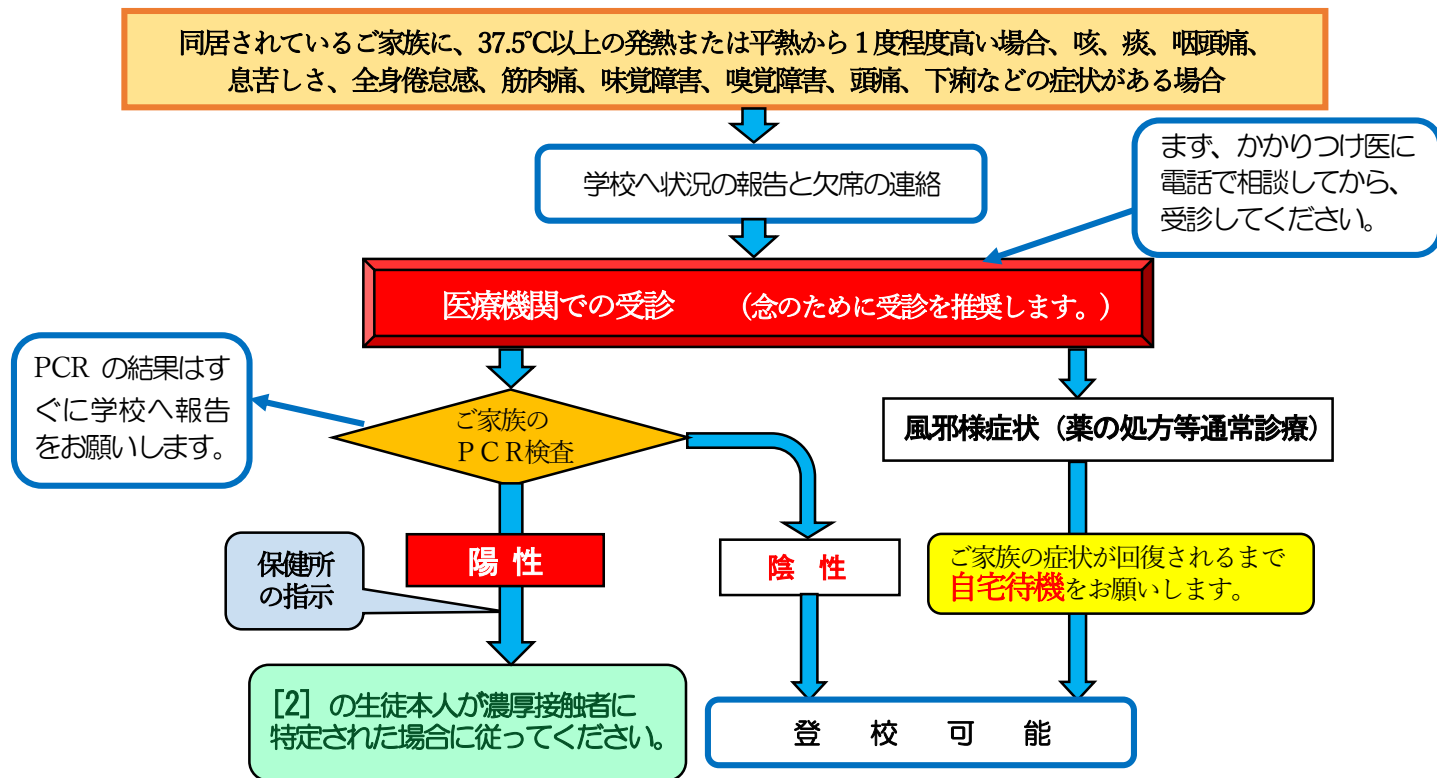 同居されているご家族に、37.5℃以上の発熱または平熱から１度程度高い場合、咳、痰、咽頭痛、
息苦しさ、全身倦怠感、筋肉痛、味覚障害、嗅覚障害、頭痛、下痢などの症状がある場合
学校へ状況の報告と欠席の連絡
まず、かかりつけ医に
電話で相談してから、
受診してください。
医療機関での受診　（念のために受診を推奨します。）
PCR の結果はす
ぐに学校へ報告
をお願いします。
ご家族の
ＰＣＲ検査
風邪様症状（薬の処方等通常診療）
陽 性
陰 性
保健所
の指示
ご家族の症状が回復されるまで
自宅待機をお願いします。
[2] の生徒本人が濃厚接触者に
特定された場合に従ってください。
登 校 可 能